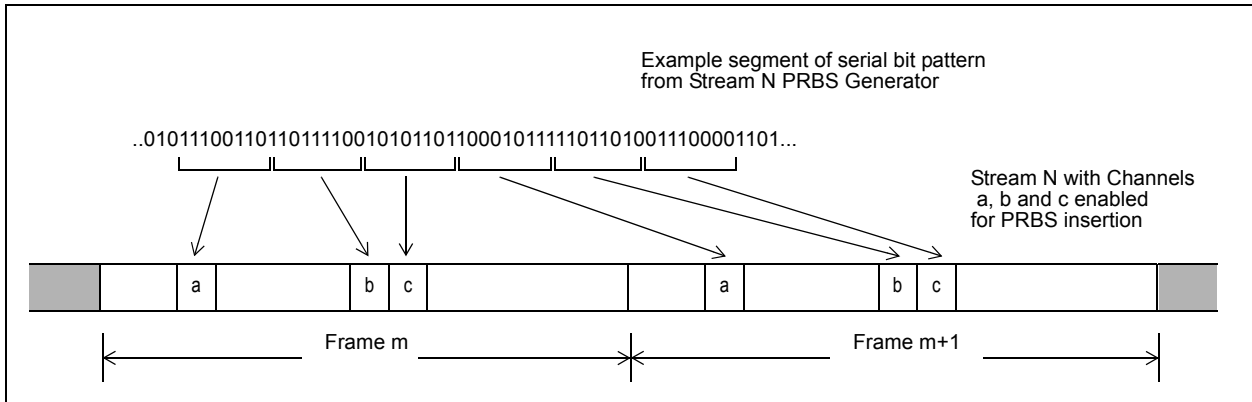 Example segment of serial bit pattern
from Stream N PRBS Generator
..010111001101101111001010110110001011111011010011100001101...
Stream N with Channels
a, b and c enabled
for PRBS insertion
a b c a b c
Frame m Frame m+1